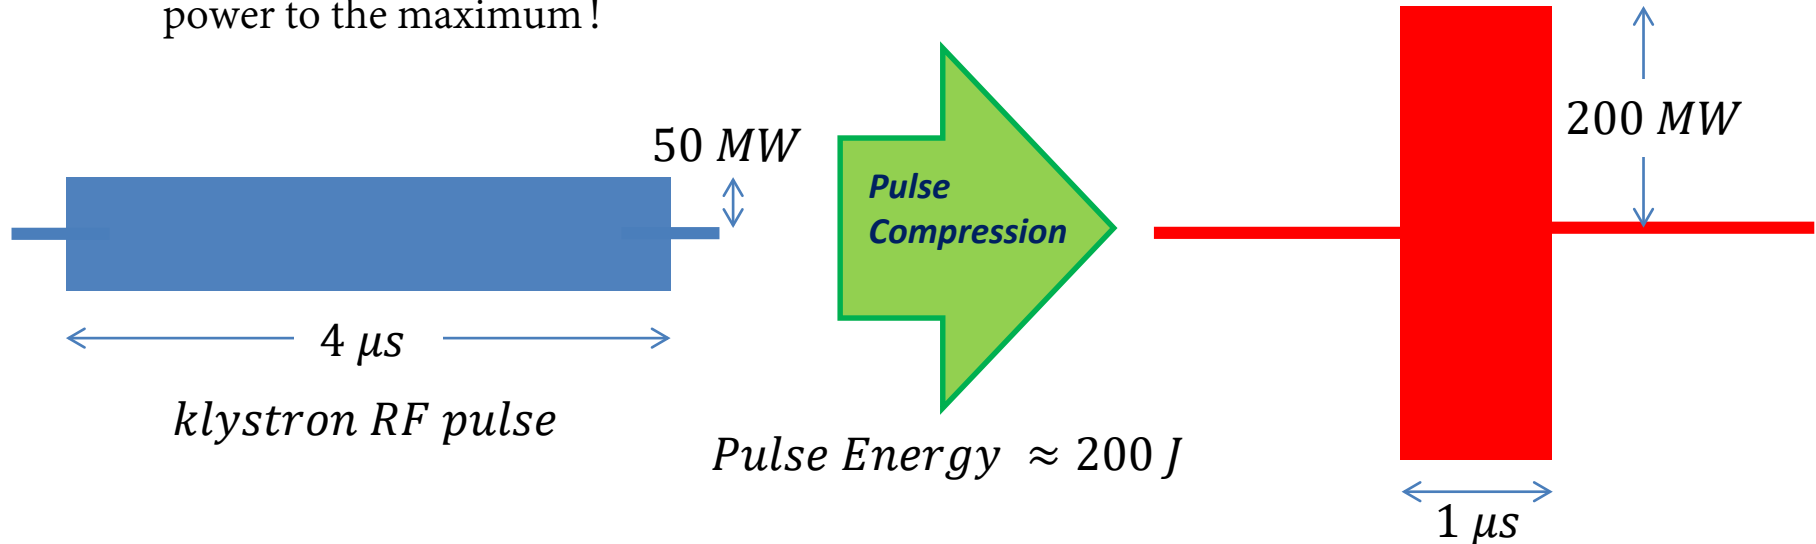 power to the maximum!
50 MW
200 MW
Pulse
Compression
4 μs
klystron RF pulse
Pulse Energy ≈ 200 J
1 μs